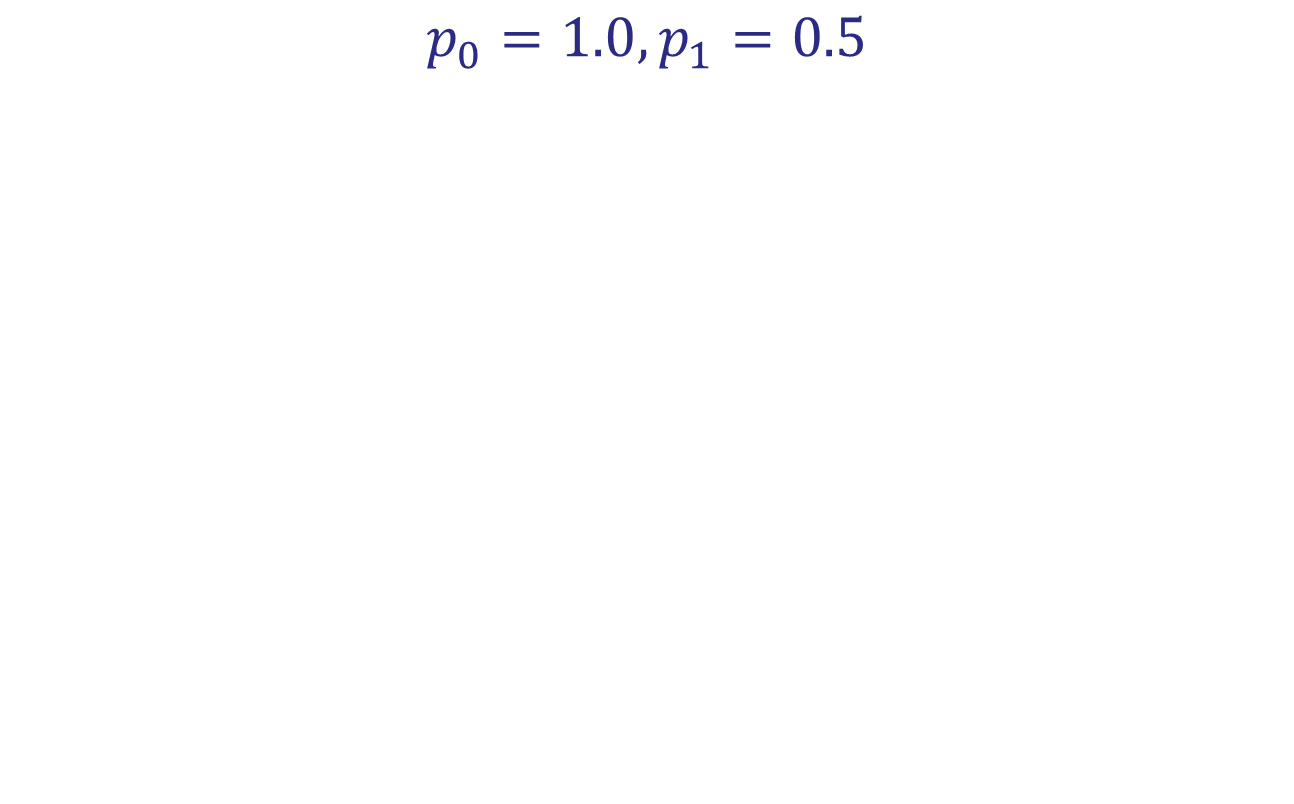 p₀ = 1.0, p₁ = 0.5